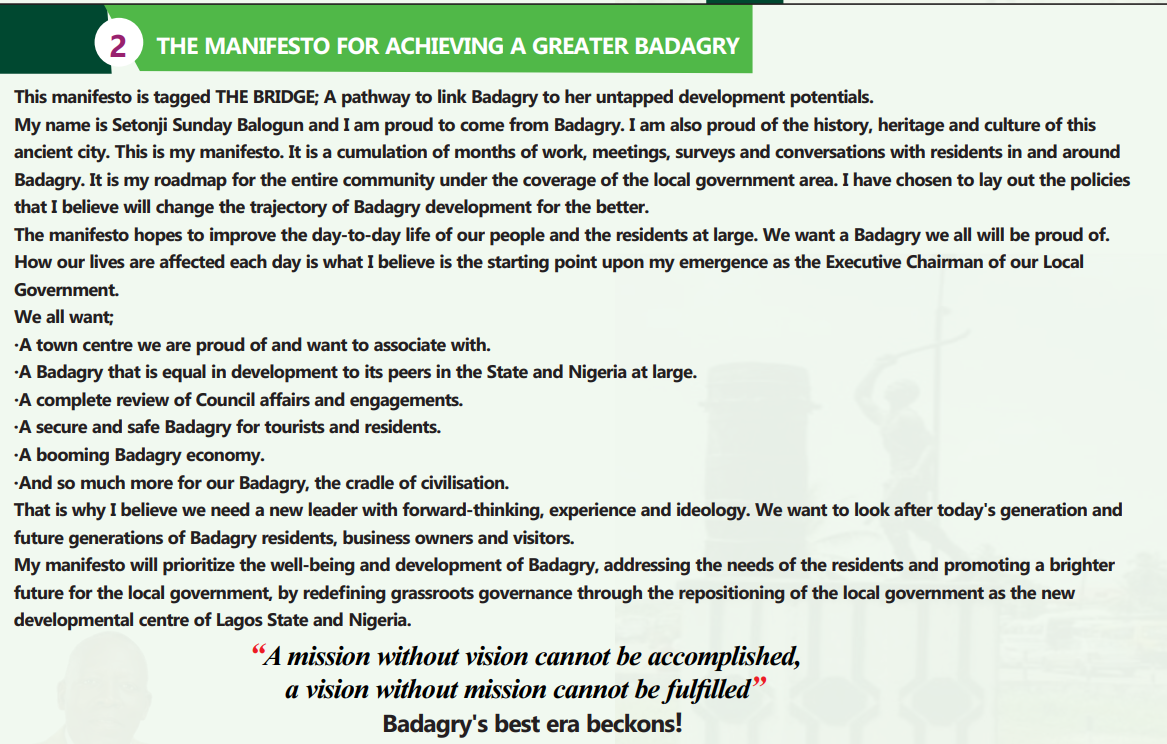 2
THE MANIFESTO FOR ACHIEVING A GREATER BADAGRY
This manifesto is tagged THE BRIDGE; A pathway to link Badagry to her untapped development potentials.
My name is Setonji Sunday Balogun and I am proud to come from Badagry. I am also proud of the history, heritage and culture of this
ancient city. This is my manifesto. It is a cumulation of months of work, meetings, surveys and conversations with residents in and around
Badagry. It is my roadmap for the entire community under the coverage of the local government area. I have chosen to lay out the policies
that I believe will change the trajectory of Badagry development for the better.
The manifesto hopes to improve the day-to-day life of our people and the residents at large. We want a Badagry we all will be proud of.
How our lives are affected each day is what I believe is the starting point upon my emergence as the Executive Chairman of our Local
Government.
We all want;
·A town centre we are proud of and want to associate with.
·A Badagry that is equal in development to its peers in the State and Nigeria at large.
·A complete review of Council affairs and engagements.
·A secure and safe Badagry for tourists and residents.
·A booming Badagry economy.
·And so much more for our Badagry, the cradle of civilisation.
That is why I believe we need a new leader with forward-thinking, experience and ideology. We want to look after today's generation and
future generations of Badagry residents, business owners and visitors.
My manifesto will prioritize the well-being and development of Badagry, addressing the needs of the residents and promoting a brighter
future for the local government, by redefining grassroots governance through the repositioning of the local government as the new
developmental centre of Lagos State and Nigeria.
“A mission without vision cannot be accomplished,
a vision without mission cannot be fulfilled”
Badagry's best era beckons!